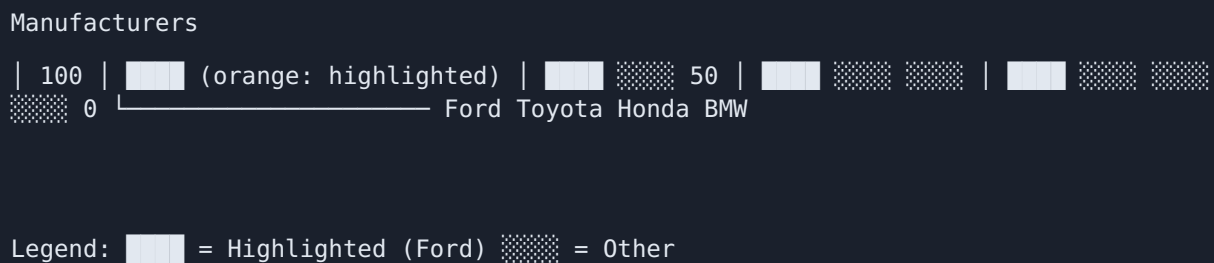 Manufacturers
│ 100 │ ████ (orange: highlighted) │ ████ ░░░░ 50 │ ████ ░░░░ ░░░░ │ ████ ░░░░ ░░░░
░░░░ 0 └────────────────────── Ford Toyota Honda BMW
Legend: ████ = Highlighted (Ford) ░░░░ = Other